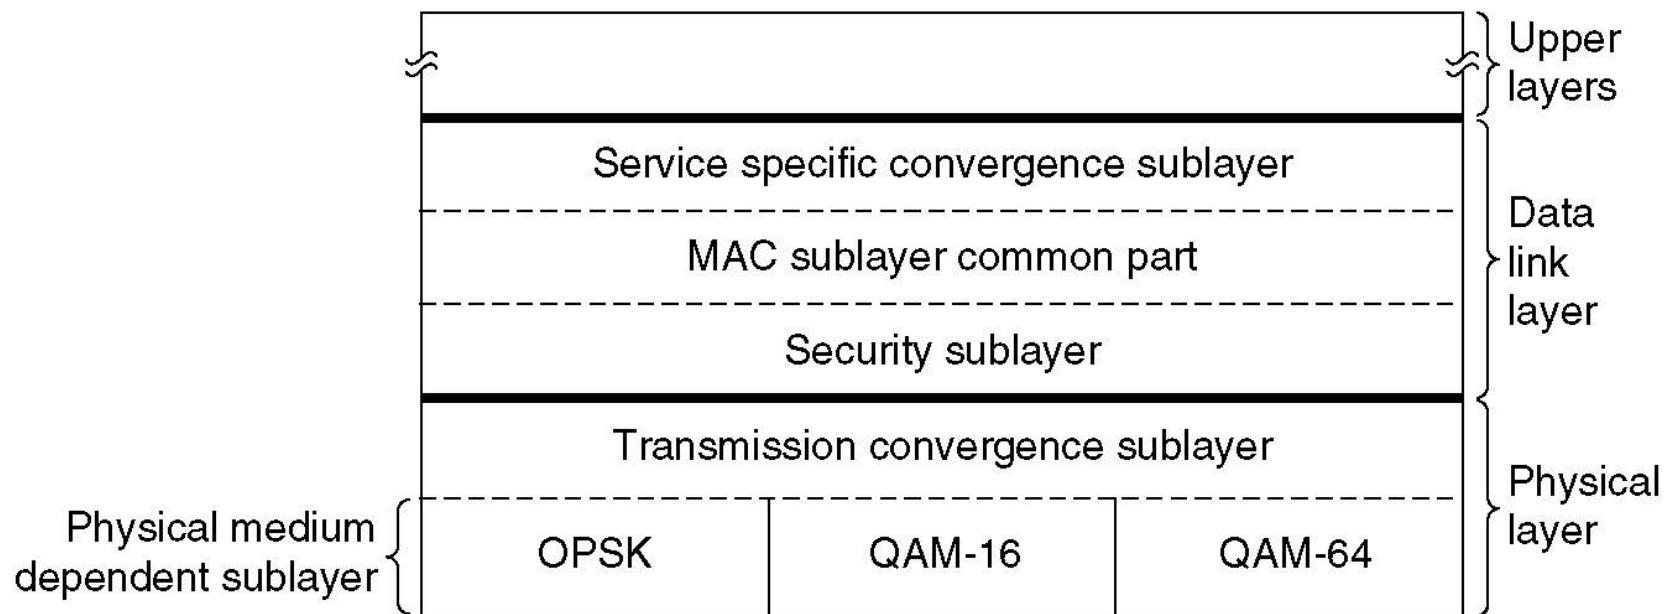 Upper
layers
Service specific convergence sublayer
MAC sublayer common part
Security sublayer
Data
link
layer
Transmission convergence sublayer
Physical medium
dependent sublayer
OPSK
QAM-16
QAM-64
Physical
layer